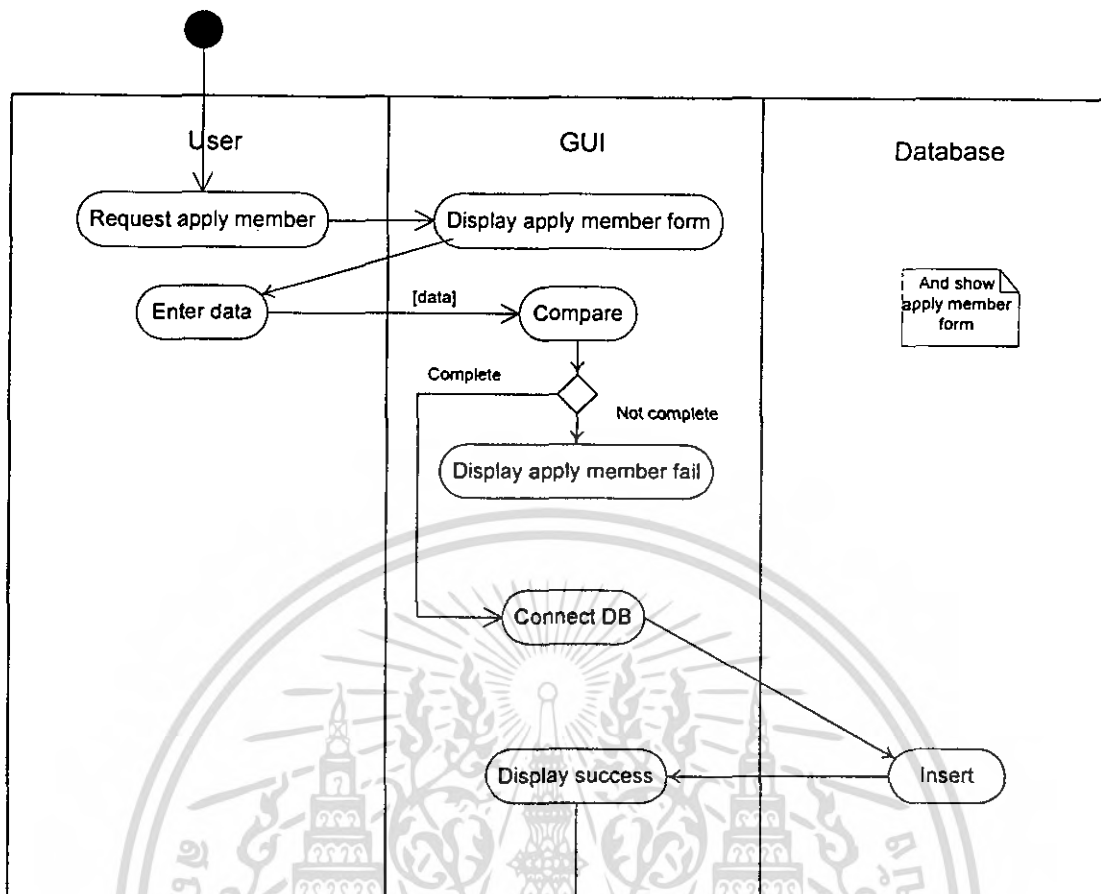 User
GUI
Database
Request apply member
Display apply member form
Enter data
[data]
Compare
And show
apply member
form
Complete
Not complete
Display apply member fail
Connect DB
Display success
Insert